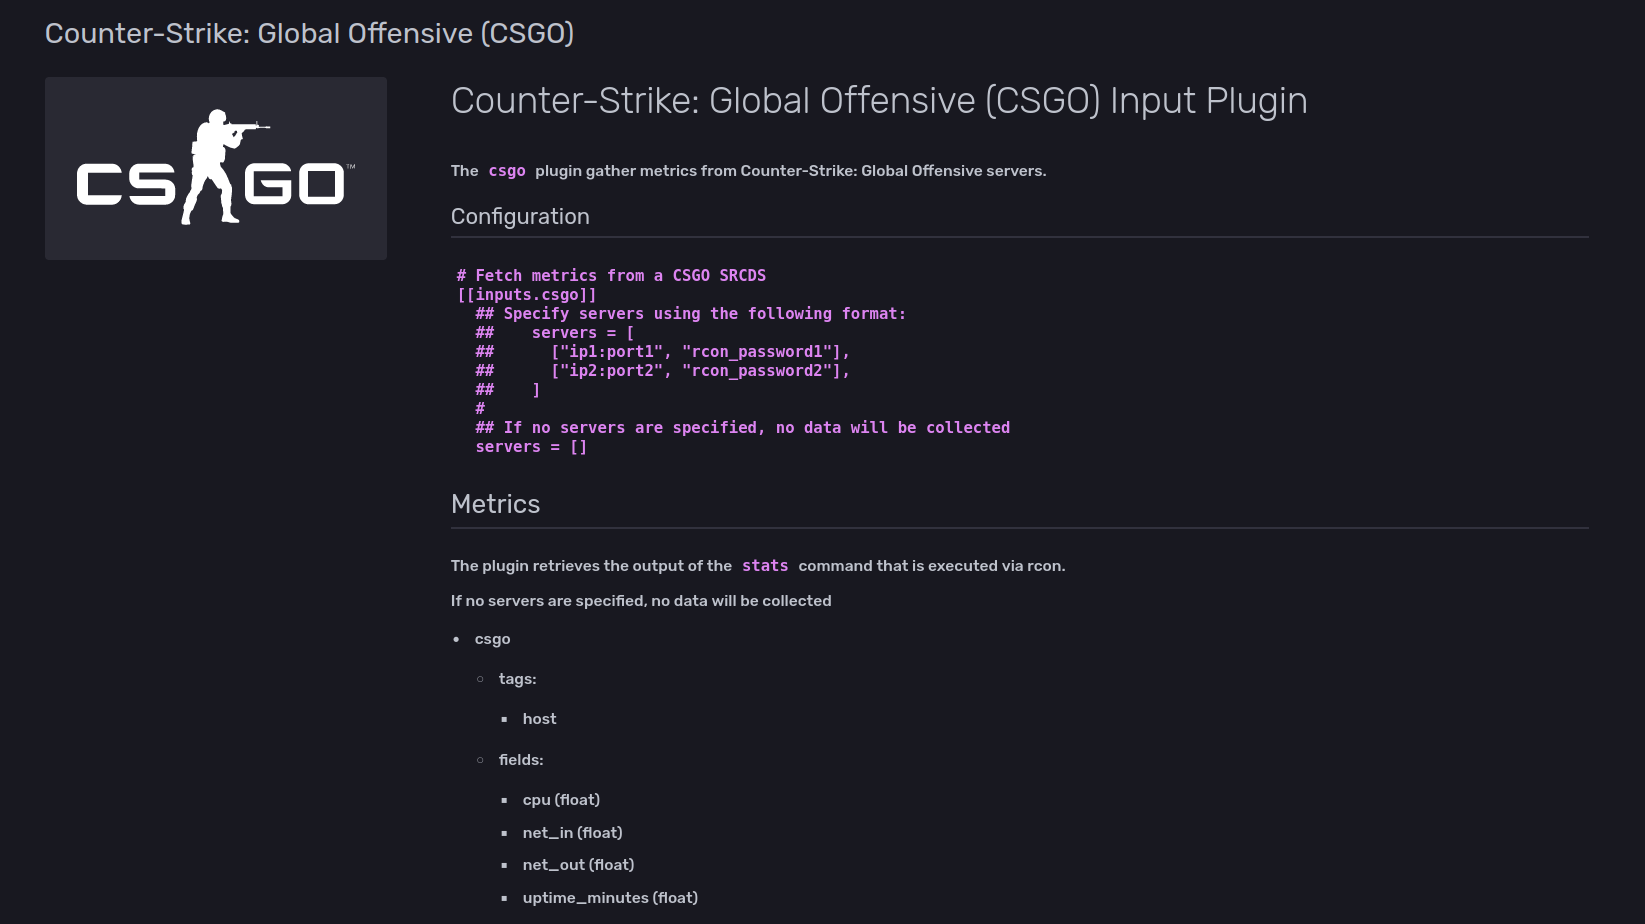 Counter-Strike: Global Offensive (CSGO)
CS GO™
Counter-Strike: Global Offensive (CSGO) Input Plugin
The csgo plugin gather metrics from Counter-Strike: Global Offensive servers.
Configuration
# Fetch metrics from a CSGO SRCDS
[[inputs.csgo]]
  ## Specify servers using the following format:
  ##    servers = [
  ##      ["ip1:port1", "rcon_password1"],
  ##      ["ip2:port2", "rcon_password2"],
  ##    ]
  #
  ## If no servers are specified, no data will be collected
  servers = []
Metrics
The plugin retrieves the output of the stats command that is executed via rcon.
If no servers are specified, no data will be collected
• csgo
○ tags:
▪ host
○ fields:
▪ cpu (float)
▪ net_in (float)
▪ net_out (float)
▪ uptime_minutes (float)